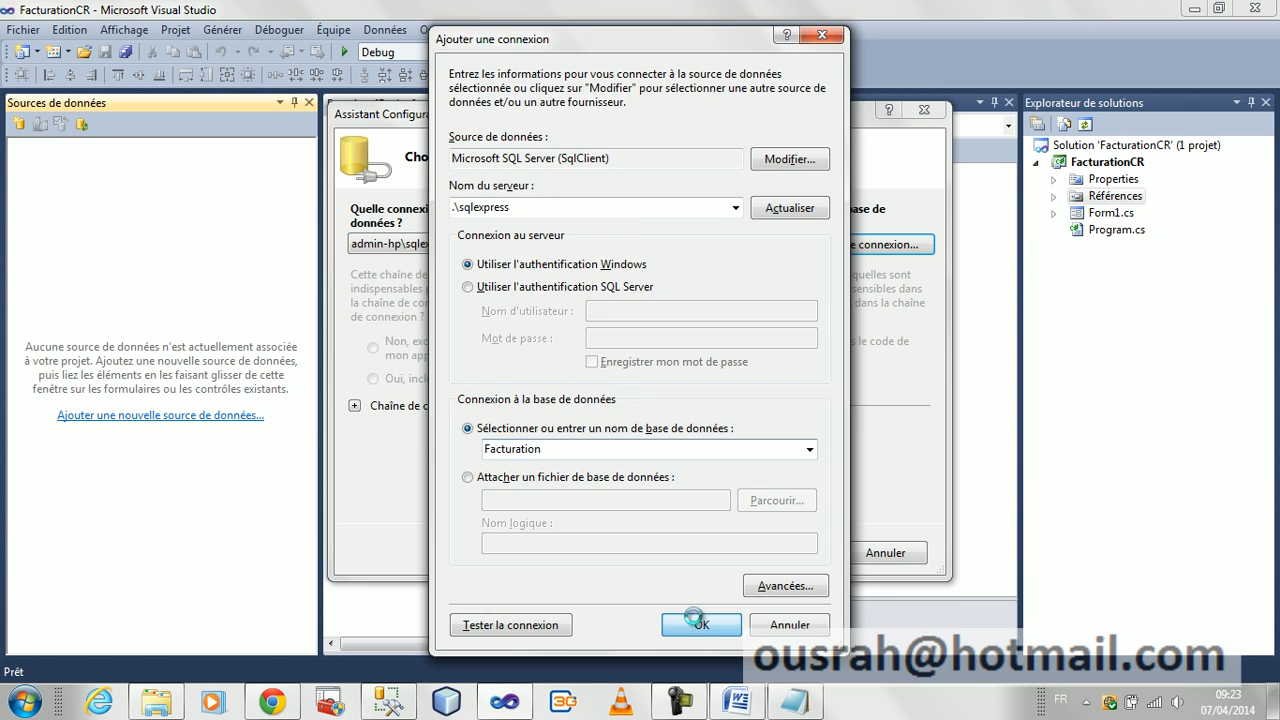 FacturationCR - Microsoft Visual Studio
Fichier Edition Affichage Projet Générer Déboguer Équipe Données
Debug
Sources de données
Aucune source de données n'est actuellement associée
à votre projet. Ajoutez une nouvelle source de données,
puis liez les éléments en les faisant glisser de cette
fenêtre sur les formulaires ou les contrôles existants.
Ajouter une nouvelle source de données...
Assistant
Quelle
données ?
admin-hp\
Cette chaîne de
indispensables
la chaîne de
de connexion ?
Non,
mon
Oui,
Chaîne de
base de
connexion...
quelles sont
sensibles
dans la chaîne
le code de
Annuler
Ajouter une connexion
Entrez les informations pour vous connecter à la source de données
sélectionnée ou cliquez sur "Modifier" pour sélectionner une autre source de
données et/ou un autre fournisseur.
Source de données :
Microsoft SQL Server (SqlClient)
Modifier...
Nom du serveur :
.\sqlexpress
Actualiser
Connexion au serveur
Utiliser l'authentification Windows
Utiliser l'authentification SQL Server
Nom d'utilisateur :
Mot de passe :
Enregistrer mon mot de passe
Connexion à la base de données
Sélectionner ou entrer un nom de base de données :
Facturation
Attacher un fichier de base de données :
Parcourir...
Nom logique :
Avancées...
Tester la connexion
OK
Annuler
Explorateur de solutions
Solution 'FacturationCR' (1 projet)
FacturationCR
Properties
Références
Form1.cs
Program.cs
Prêt
ousrah@hotmail.com
3G
FR
09:23
07/04/2014